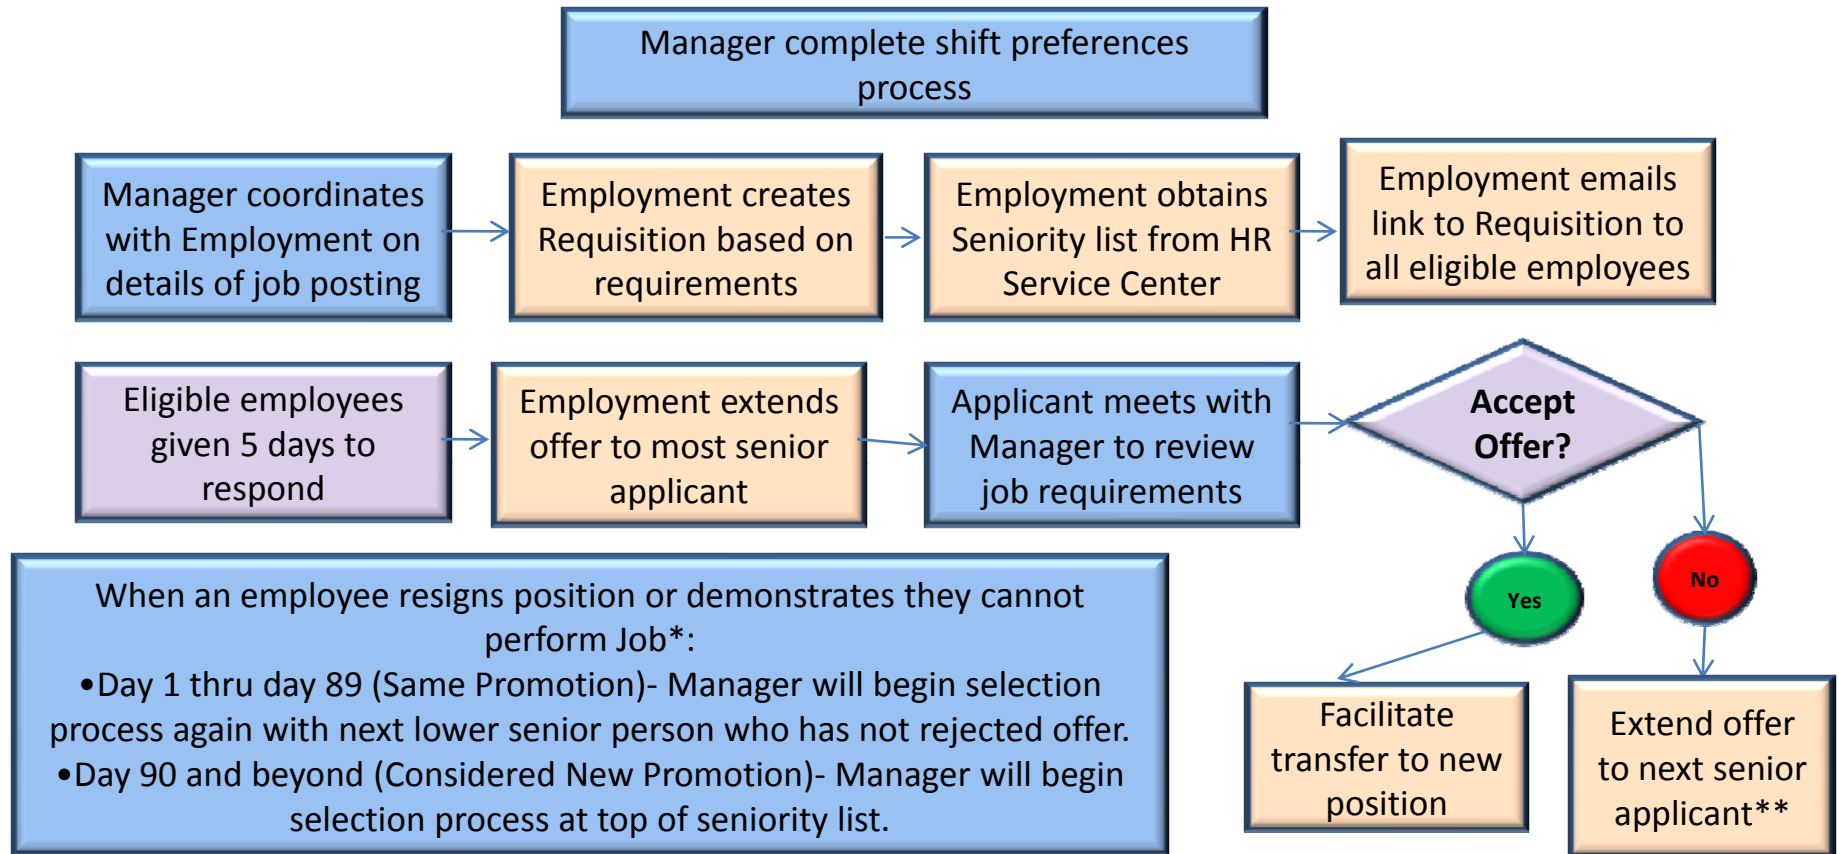 Manager complete shift preferences
process
Manager coordinates
with Employment on
details of job posting
Employment creates
Requisition based on
requirements
Employment obtains
Seniority list from HR
Service Center
Employment emails
link to Requisition to
all eligible employees
Eligible employees
given 5 days to
respond
Employment extends
offer to most senior
applicant
Applicant meets with
Manager to review
job requirements
Accept
Offer?
Yes
No
Facilitate
transfer to new
position
Extend offer
to next senior
applicant**
When an employee resigns position or demonstrates they cannot
perform Job*:
•Day 1 thru day 89 (Same Promotion)- Manager will begin selection
process again with next lower senior person who has not rejected offer.
•Day 90 and beyond (Considered New Promotion)- Manager will begin
selection process at top of seniority list.